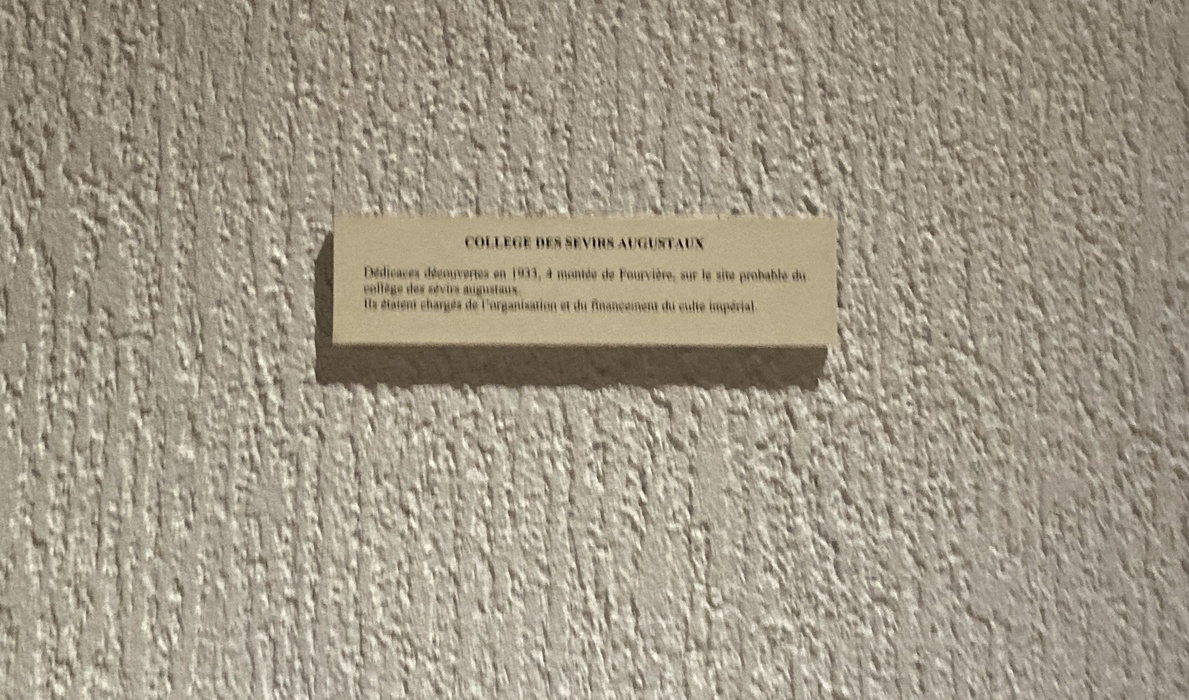 COLLEGE DES SEVIRS AUGUSTAUX
Dédicaces découvertes en 1933, 4 montée de Fourvière, sur le site probable du
collège des sévirs augustaux.
Ils étaient chargés de l'organisation et du financement du culte impérial.